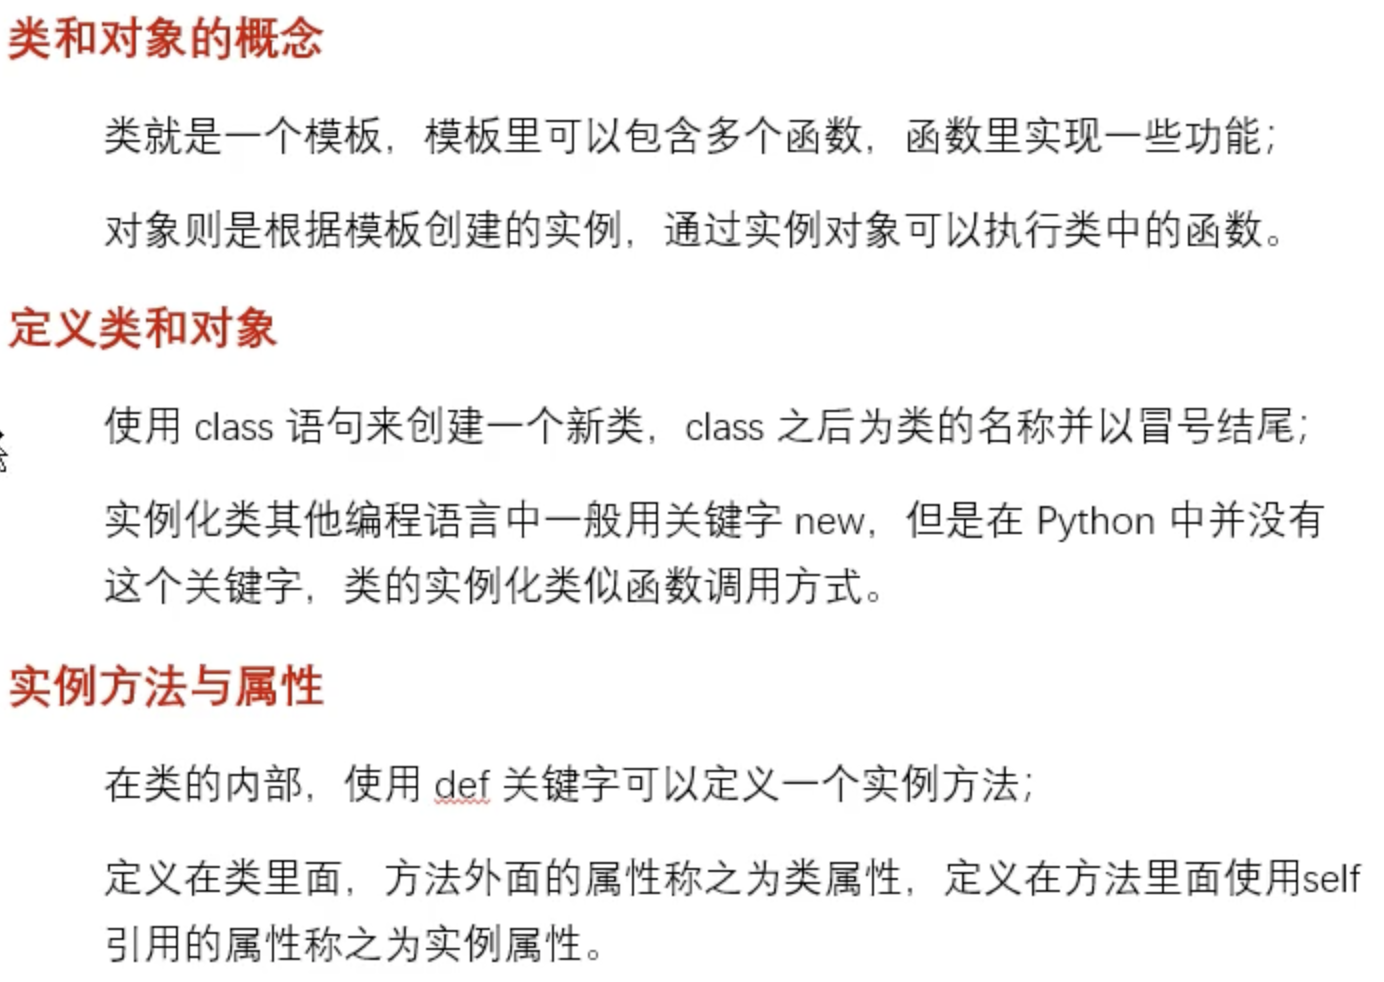 类和对象的概念
类就是一个模板，模板里可以包含多个函数，函数里实现一些功能；
对象则是根据模板创建的实例，通过实例对象可以执行类中的函数。
定义类和对象
使用 class 语句来创建一个新类，class 之后为类的名称并以冒号结尾；
实例化类其他编程语言中一般用关键字 new，但是在 Python 中并没有
这个关键字，类的实例化类似函数调用方式。
实例方法与属性
在类的内部，使用 def 关键字可以定义一个实例方法；
定义在类里面，方法外面的属性称之为类属性，定义在方法里面使用self
引用的属性称之为实例属性。